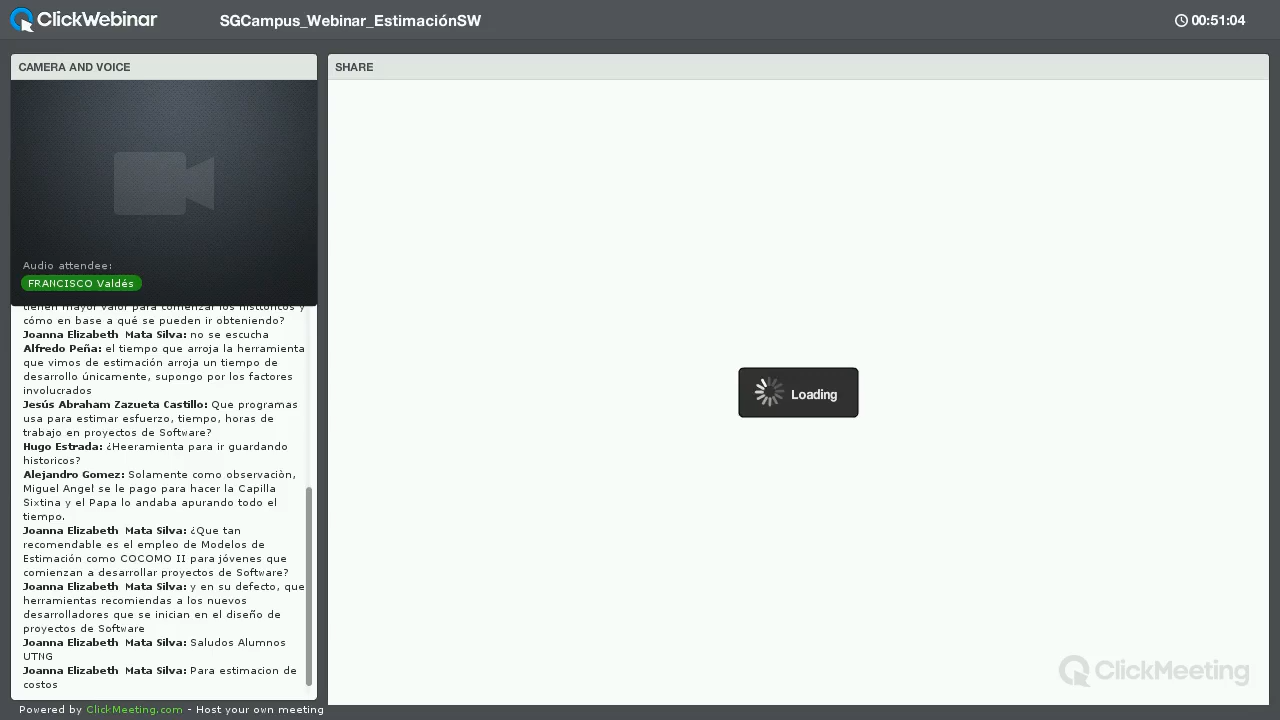 ClickWebinar
SGCampus_Webinar_EstimaciónSW
00:51:04
CAMERA AND VOICE
Audio attendee:
FRANCISCO Valdés
tienen mayor valor para comenzar los histtoricos y
cómo en base a qué se pueden ir obteniendo?
Joanna Elizabeth Mata Silva: no se escucha
Alfredo Peña: el tiempo que arroja la herramienta
que vimos de estimación arroja un tiempo de
desarrollo únicamente, supongo por los factores
involucrados
Jesús Abraham Zazueta Castillo: Que programas
usa para estimar esfuerzo, tiempo, horas de
trabajo en proyectos de Software?
Hugo Estrada: ¿Heeramienta para ir guardando
historicos?
Alejandro Gomez: Solamente como observaciòn,
Miguel Angel se le pago para hacer la Capilla
Sixtina y el Papa lo andaba apurando todo el
tiempo.
Joanna Elizabeth Mata Silva: ¿Que tan
recomendable es el empleo de Modelos de
Estimación como COCOMO II para jóvenes que
comienzan a desarrollar proyectos de Software?
Joanna Elizabeth Mata Silva: y en su defecto, que
herramientas recomiendas a los nuevos
desarrolladores que se inician en el diseño de
proyectos de Software
Joanna Elizabeth Mata Silva: Saludos Alumnos
UTNG
Joanna Elizabeth Mata Silva: Para estimacion de
costos
SHARE
Loading
ClickMeeting
Powered by ClickMeeting.com - Host your own meeting